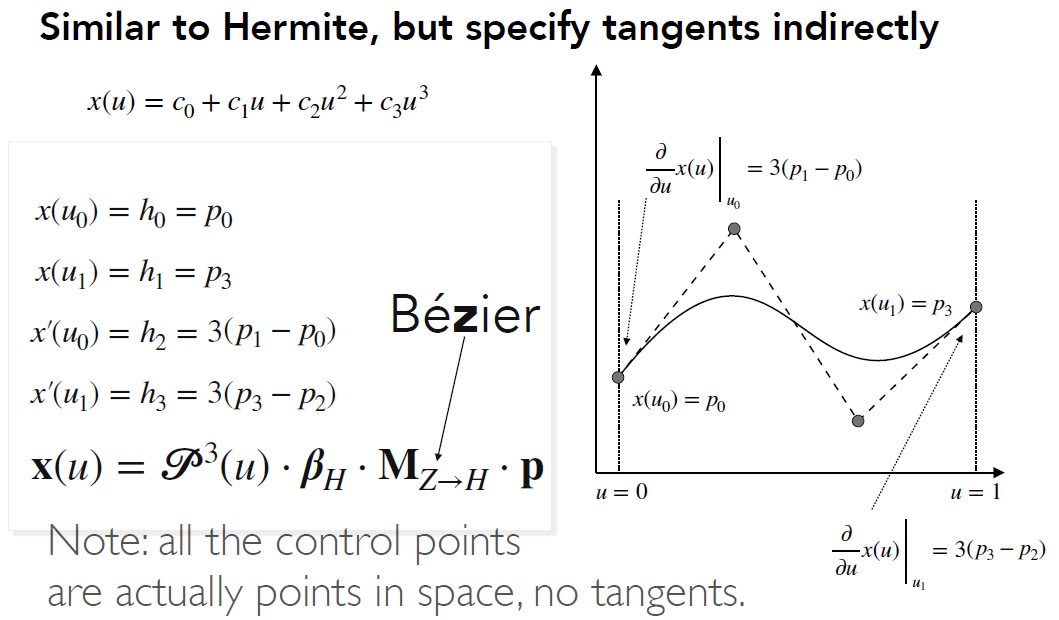 Similar to Hermite, but specify tangents indirectly
x(u) = c₀ + c₁u + c₂u² + c₃u³
x(u₀) = h₀ = p₀
x(u₁) = h₁ = p₃
x′(u₀) = h₂ = 3(p₁ − p₀)
x′(u₁) = h₃ = 3(p₃ − p₂)
Bézier
𝐱(u) = 𝒫³(u) · 𝜷_H · 𝐌_{Z→H} · 𝐩
Note: all the control points
are actually points in space, no tangents.
∂/∂u x(u)|_{u₀} = 3(p₁ − p₀)
x(u₁) = p₃
x(u₀) = p₀
u = 0
u = 1
∂/∂u x(u)|_{u₁} = 3(p₃ − p₂)